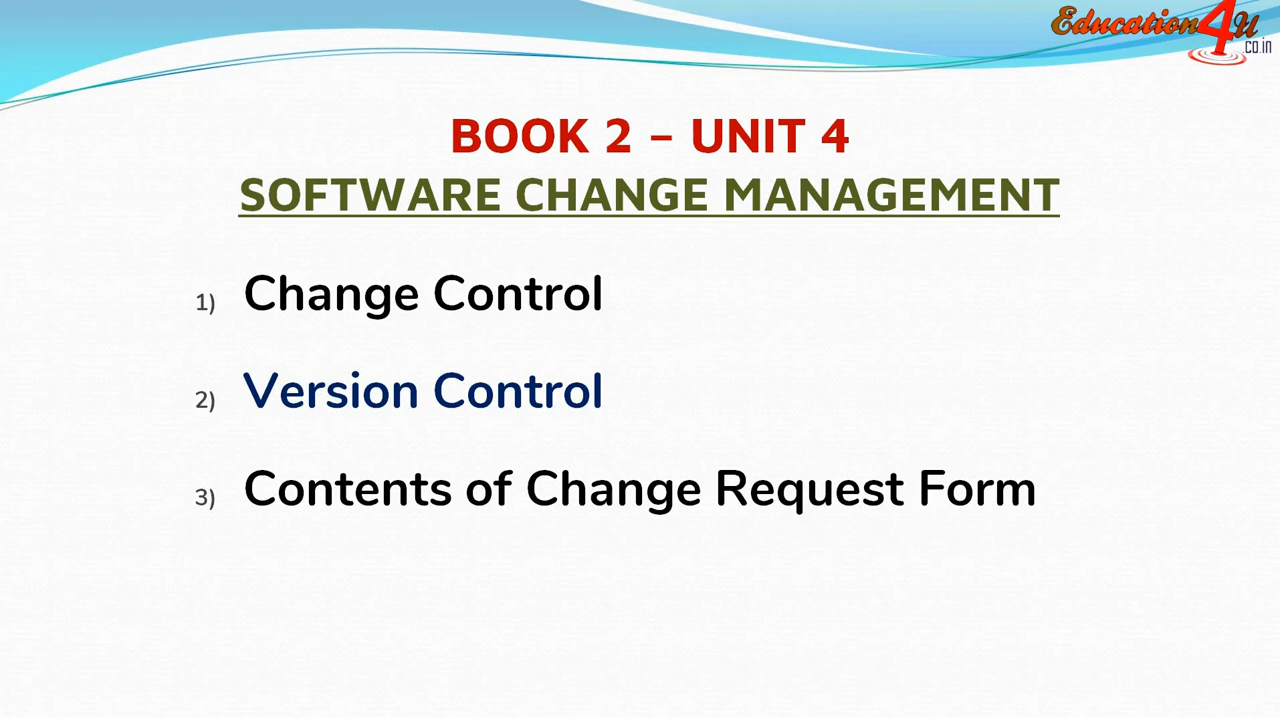 Education4U
.co.in
BOOK 2 – UNIT 4
SOFTWARE CHANGE MANAGEMENT
1) Change Control
2) Version Control
3) Contents of Change Request Form